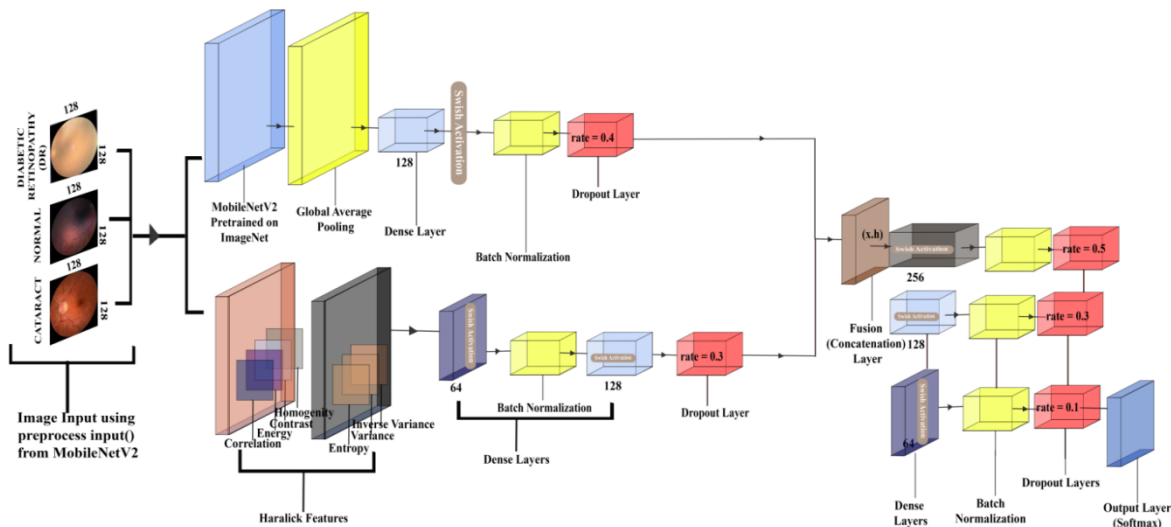 128
128
DIABETIC
RETINOPATHY
(DR)
128
128
NORMAL
128
128
CATARACT
Image Input using
preprocess input()
from MobileNetV2
MobileNetV2
Pretrained on
ImageNet
Global Average
Pooling
128
Dense Layer
Swish Activation
Batch Normalization
rate = 0.4
Dropout Layer
Homogenity
Contrast
Energy
Correlation
Inverse Variance
Variance
Entropy
Haralick Features
Swish Activation
64
Batch Normalization
Swish Activation
128
Dense Layers
rate = 0.3
Dropout Layer
(x.h)
Fusion
(Concatenation)
Layer
Swish Activation
256
rate = 0.5
Swish Activation
128
rate = 0.3
Swish Activation
64
rate = 0.1
Dense
Layers
Batch
Normalization
Dropout Layers
Output Layer
(Softmax)